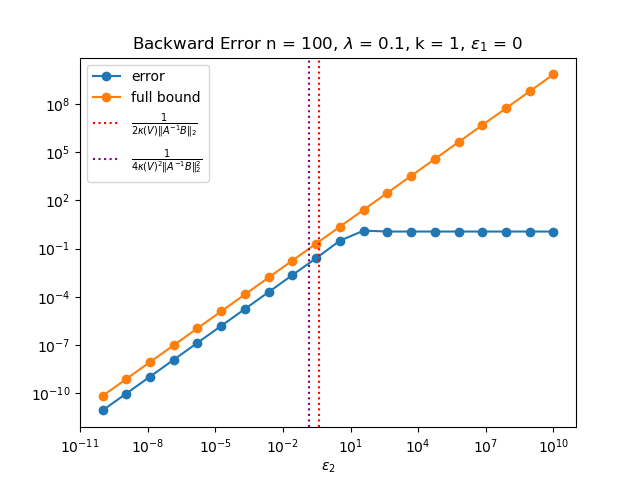 Backward Error n = 100, λ = 0.1, k = 1, ε₁ = 0
error
full bound
1 / 2κ(V)‖A⁻¹B‖₂
1 / 4κ(V)²‖A⁻¹B‖₂²
10⁸
10⁵
10²
10⁻¹
10⁻⁴
10⁻⁷
10⁻¹⁰
10⁻¹¹ 10⁻⁸ 10⁻⁵ 10⁻² 10¹ 10⁴ 10⁷ 10¹⁰
ε₂